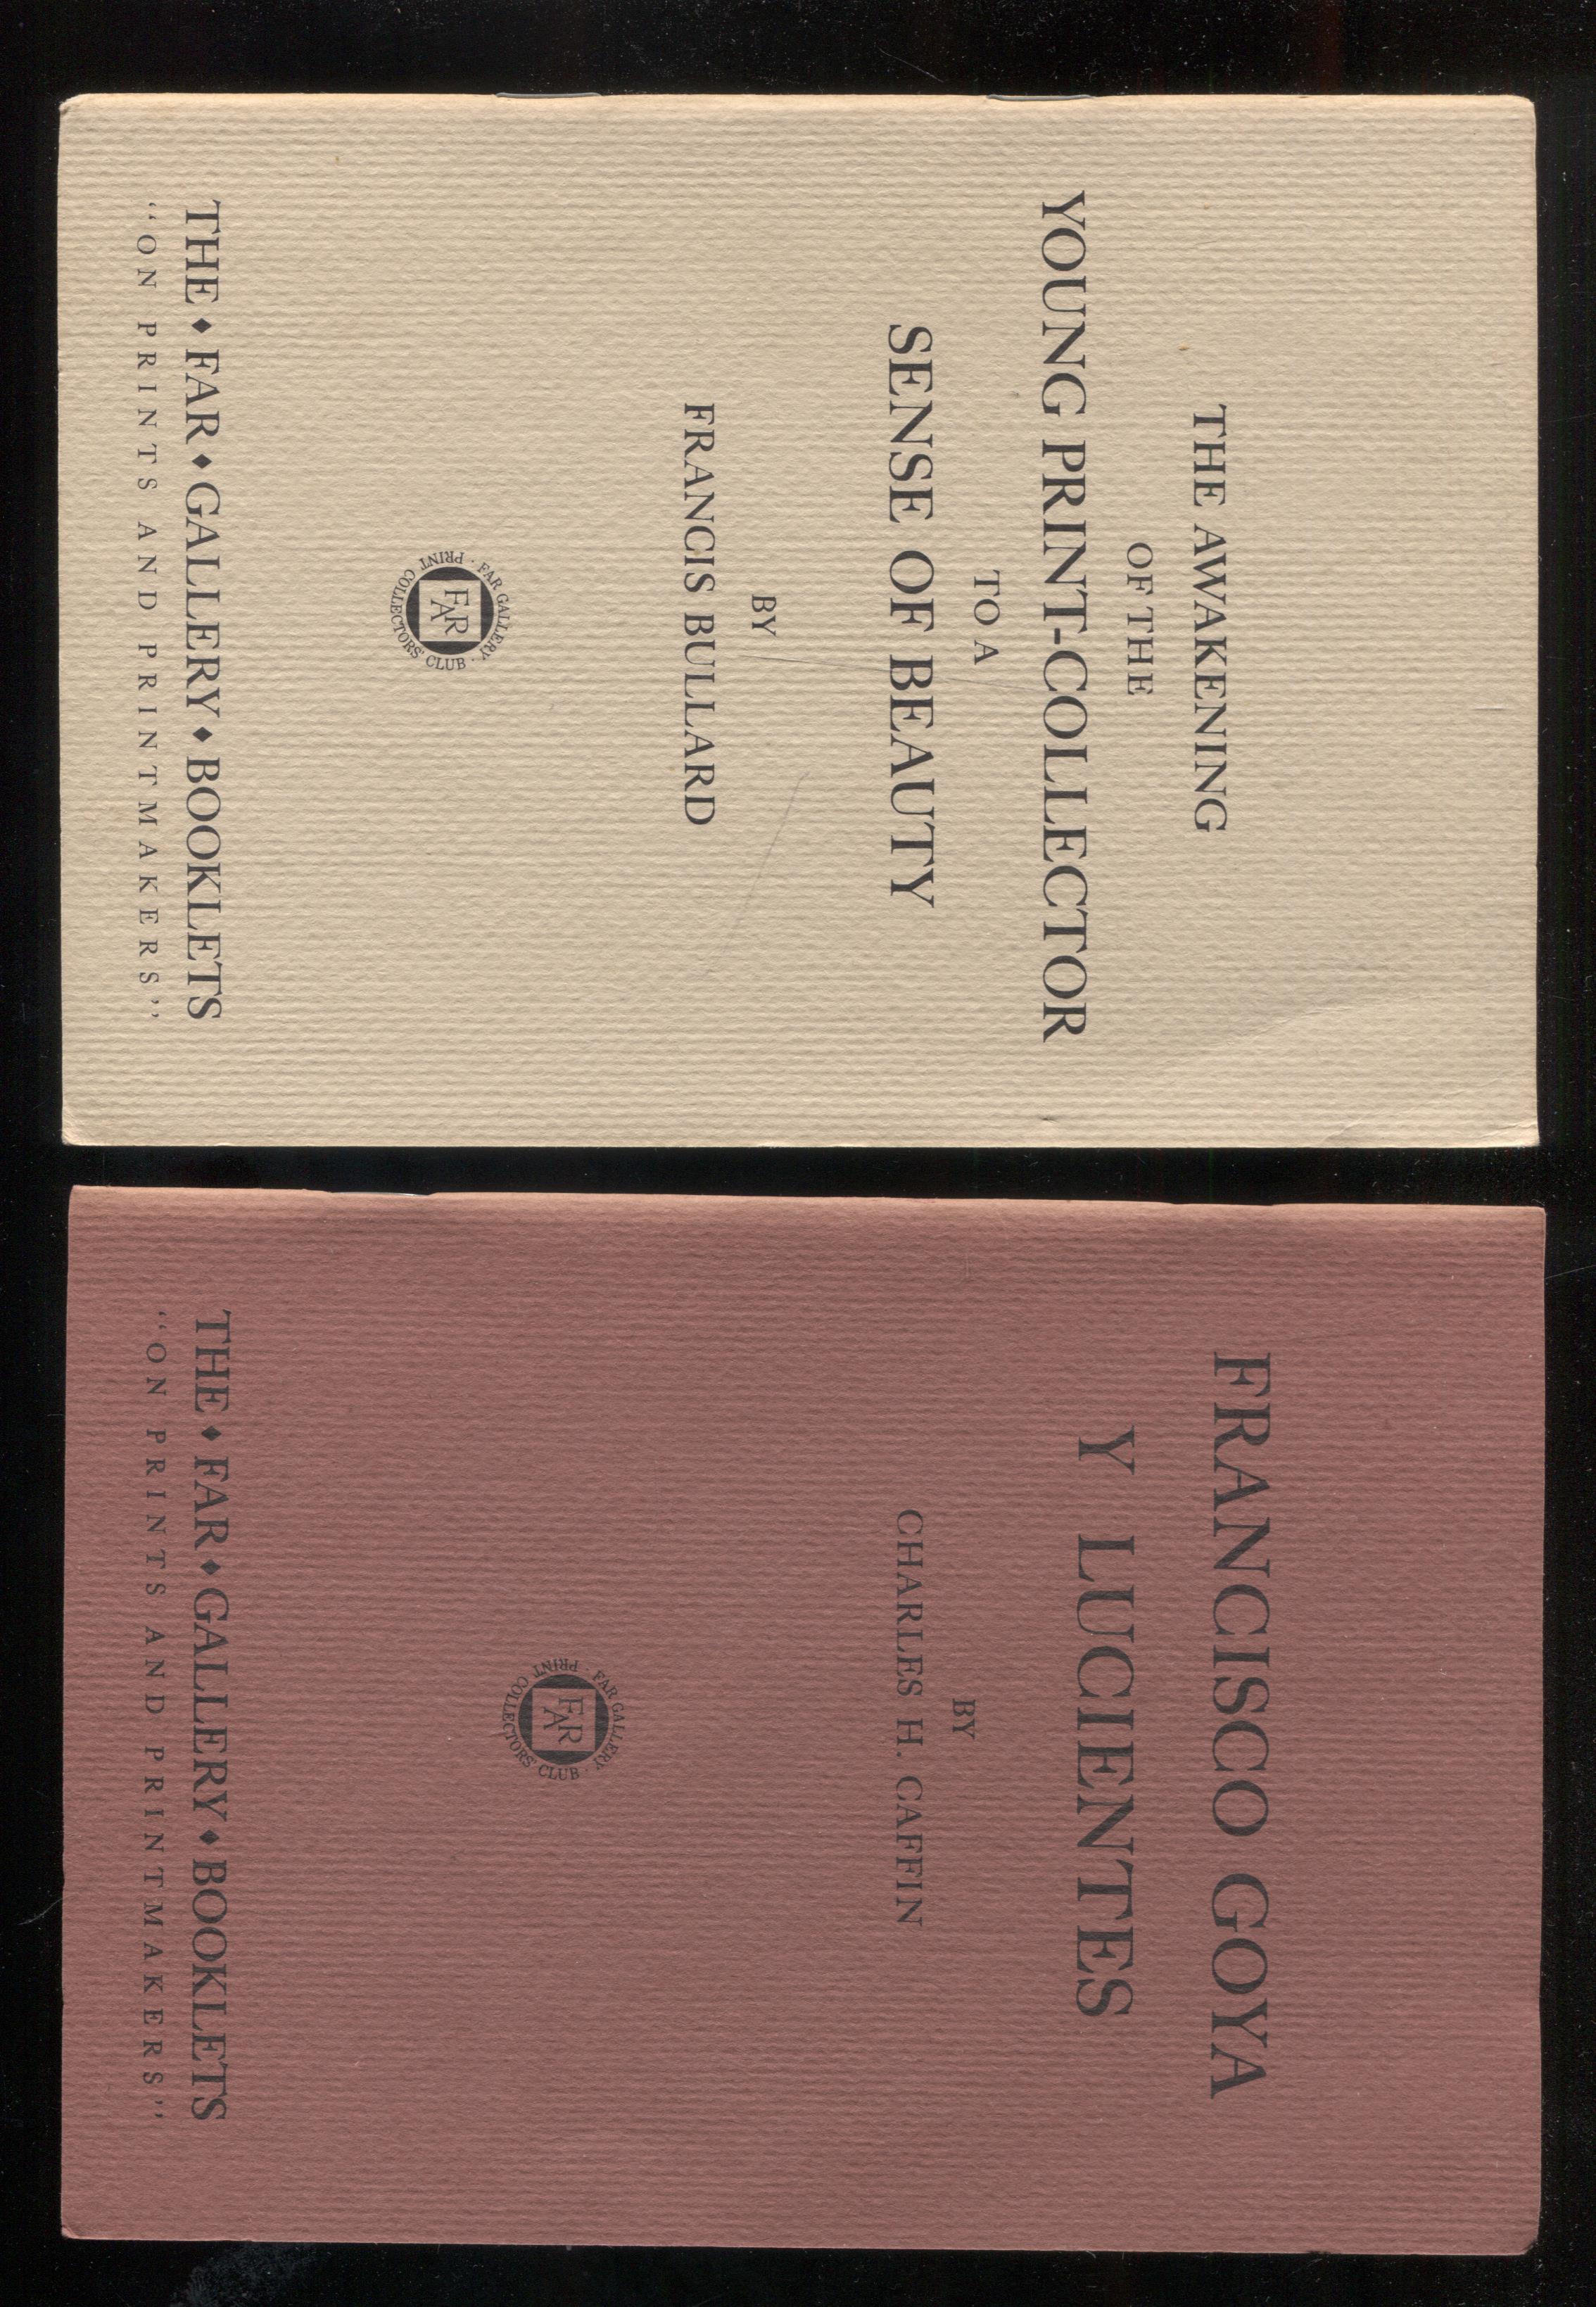 THE AWAKENING
OF THE
YOUNG PRINT-COLLECTOR
TO A
SENSE OF BEAUTY
BY
FRANCIS BULLARD
· FAR GALLERY · PRINT COLLECTORS' CLUB
FAR
THE ♦ FAR ♦ GALLERY ♦ BOOKLETS
"ON PRINTS AND PRINTMAKERS"
FRANCISCO GOYA
Y LUCIENTES
BY
CHARLES H. CAFFIN
· FAR GALLERY · PRINT COLLECTORS' CLUB
FAR
THE ♦ FAR ♦ GALLERY ♦ BOOKLETS
"ON PRINTS AND PRINTMAKERS"